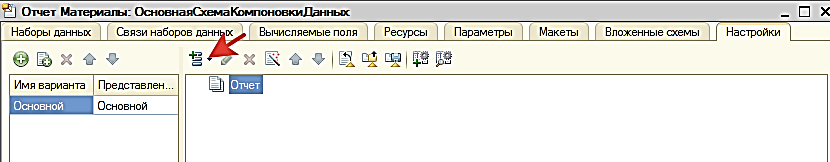 Отчет Материалы: ОсновнаяСхемаКомпоновкиДанных
Наборы данных Связи наборов данных Вычисляемые поля Ресурсы Параметры Макеты Вложенные схемы Настройки
Имя варианта Представлен...
Основной Основной
Отчет